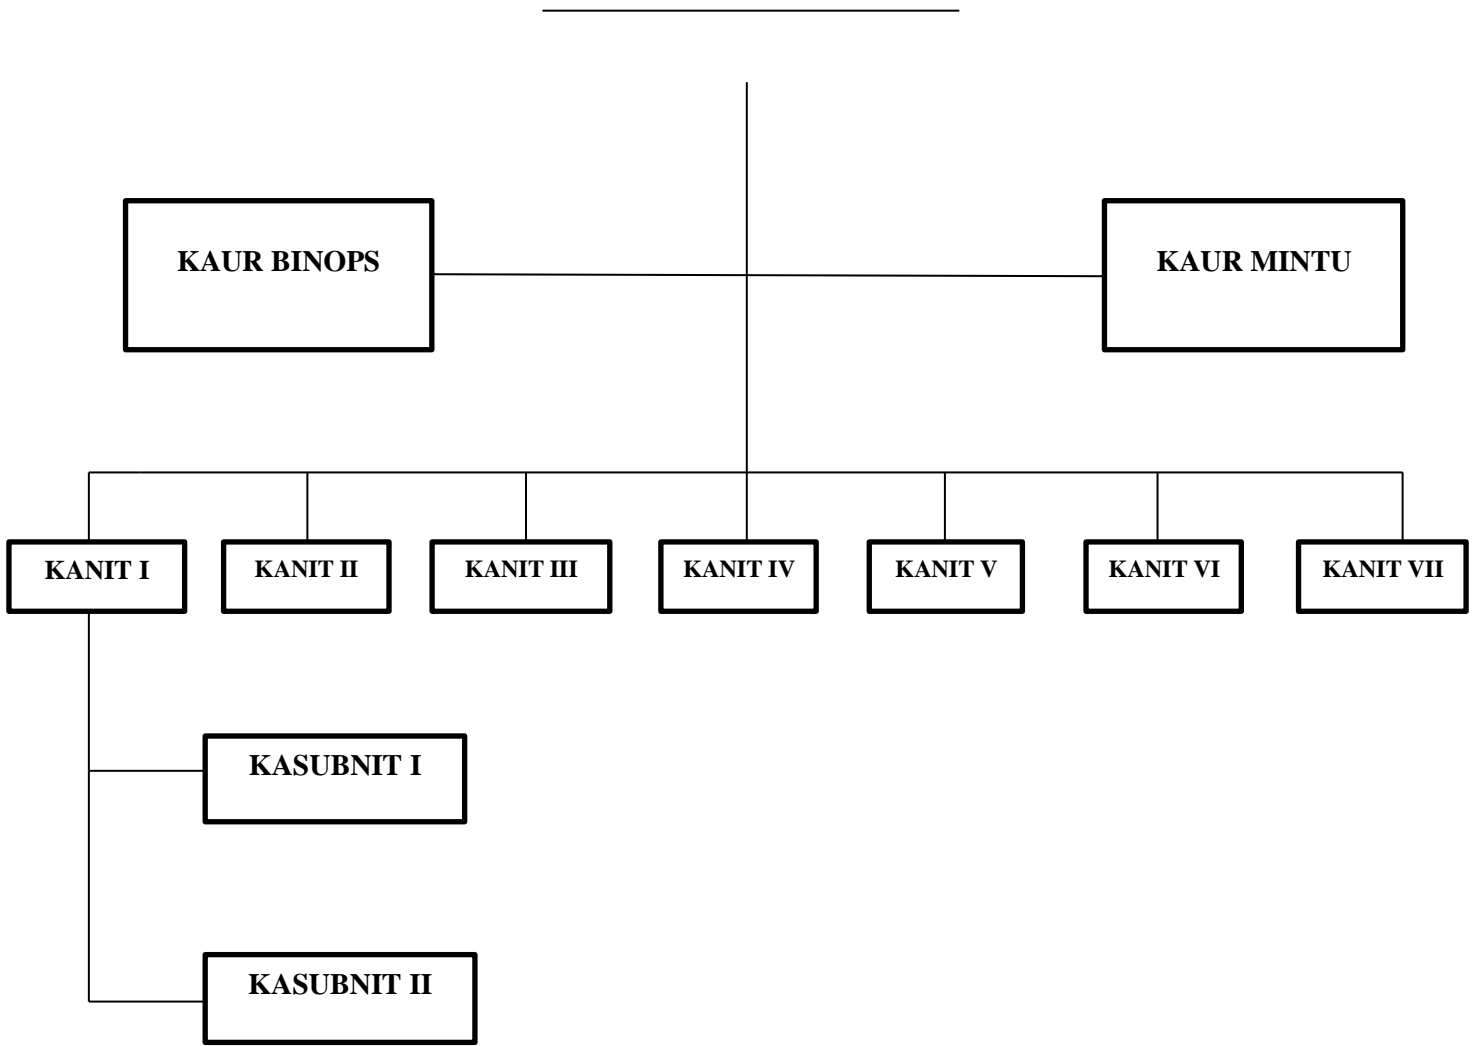 KAUR BINOPS
KAUR MINTU
KANIT I
KANIT II
KANIT III
KANIT IV
KANIT V
KANIT VI
KANIT VII
KASUBNIT I
KASUBNIT II